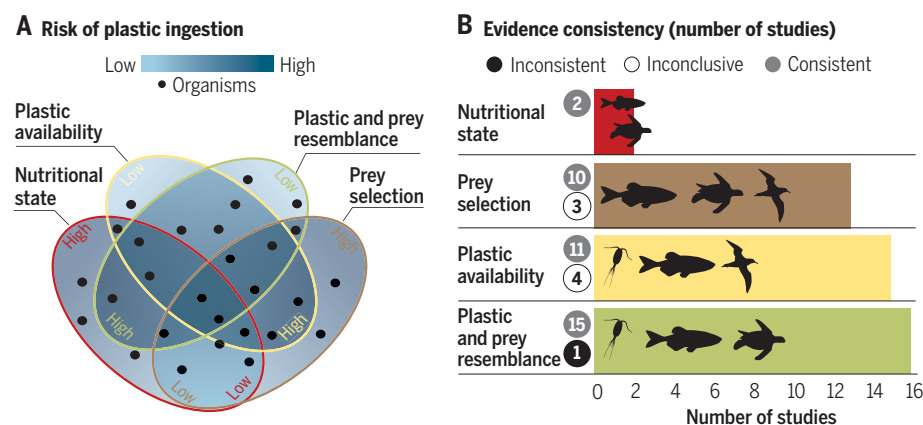 A Risk of plastic ingestion
Low High
Organisms
Plastic
availability
Plastic and prey
resemblance
Nutritional
state
Prey
selection
Low
Low
High
High
High
High
Low
Low
B Evidence consistency (number of studies)
Inconsistent Inconclusive Consistent
Nutritional
state
2
Prey
selection
10
3
Plastic
availability
11
4
Plastic
and prey
resemblance
15
1
0 2 4 6 8 10 12 14 16
Number of studies